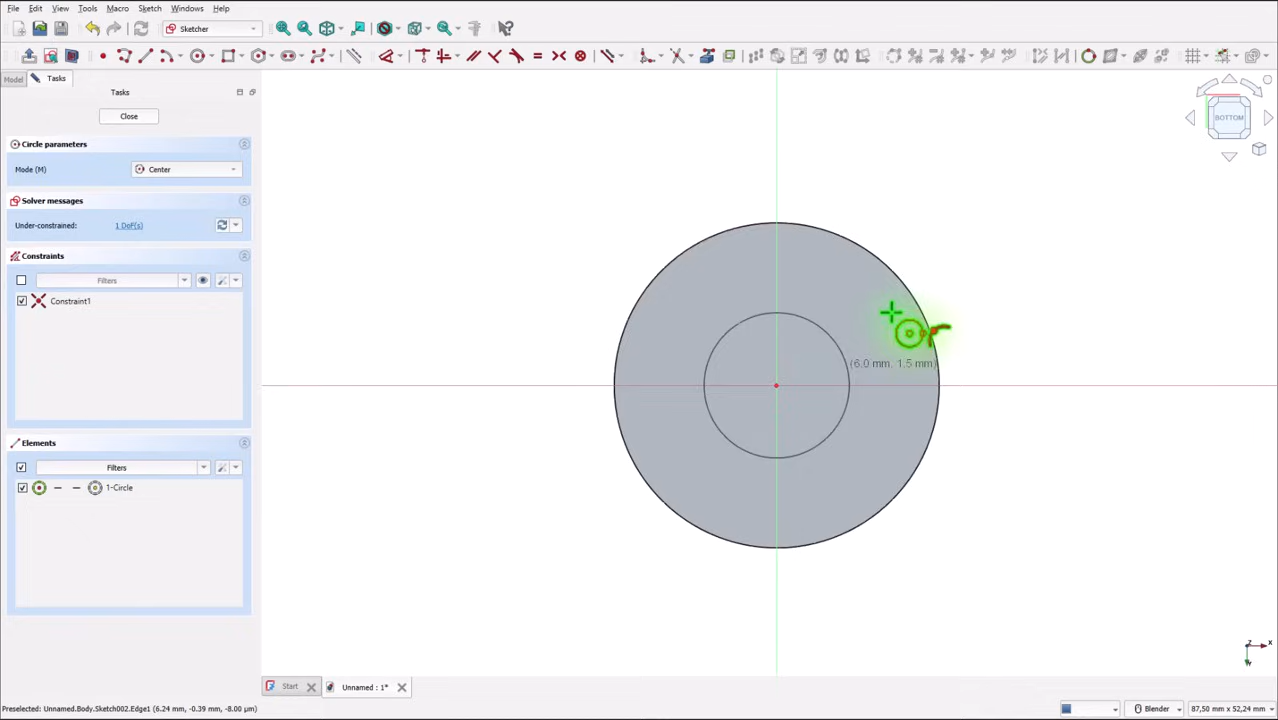 File Edit View Tools Macro Sketch Windows Help
Sketcher
Model Tasks
Tasks
Close
Circle parameters
Mode (M) Center
Solver messages
Under-constrained: 1 DoF(s)
Constraints
Filters
Constraint1
Elements
Filters
1-Circle
(6.0 mm, 1.5 mm)
BOTTOM
Z X
Y
Start Unnamed : 1*
Preselected: Unnamed.Body.Sketch002.Edge1 (6.24 mm, -0.39 mm, -8.00 µm) Blender 87,50 mm x 52,24 mm